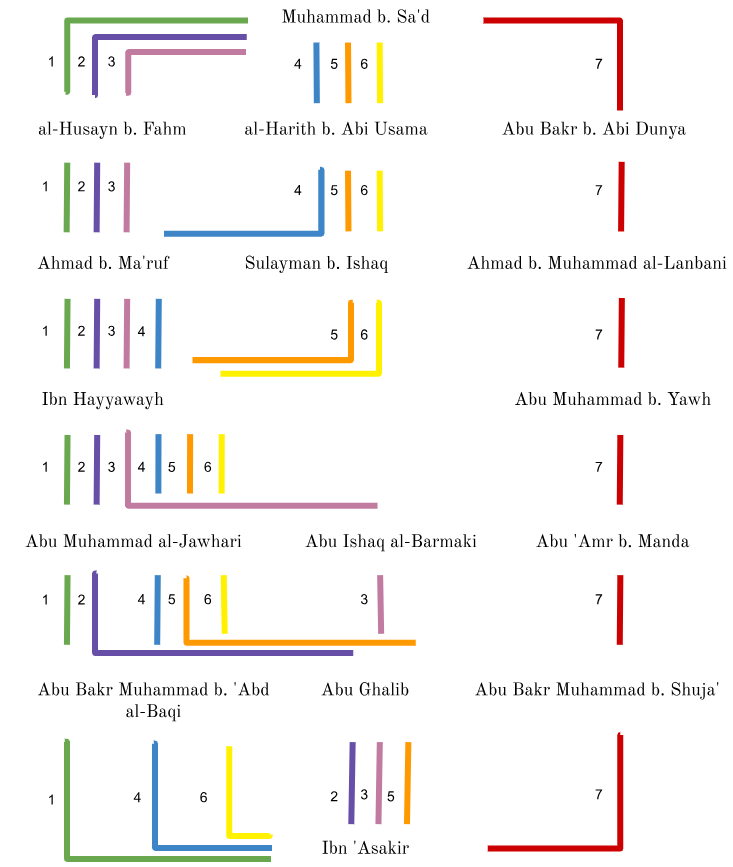 Muhammad b. Sa'd
1 2 3 4 5 6 7
al-Husayn b. Fahm al-Harith b. Abi Usama Abu Bakr b. Abi Dunya
1 2 3 4 5 6 7
Ahmad b. Ma'ruf Sulayman b. Ishaq Ahmad b. Muhammad al-Lanbani
1 2 3 4 5 6 7
Ibn Hayyawayh Abu Muhammad b. Yawh
1 2 3 4 5 6 7
Abu Muhammad al-Jawhari Abu Ishaq al-Barmaki Abu 'Amr b. Manda
1 2 4 5 6 3 7
Abu Bakr Muhammad b. 'Abd Abu Ghalib Abu Bakr Muhammad b. Shuja'
al-Baqi
1 4 6 2 3 5 7
Ibn 'Asakir